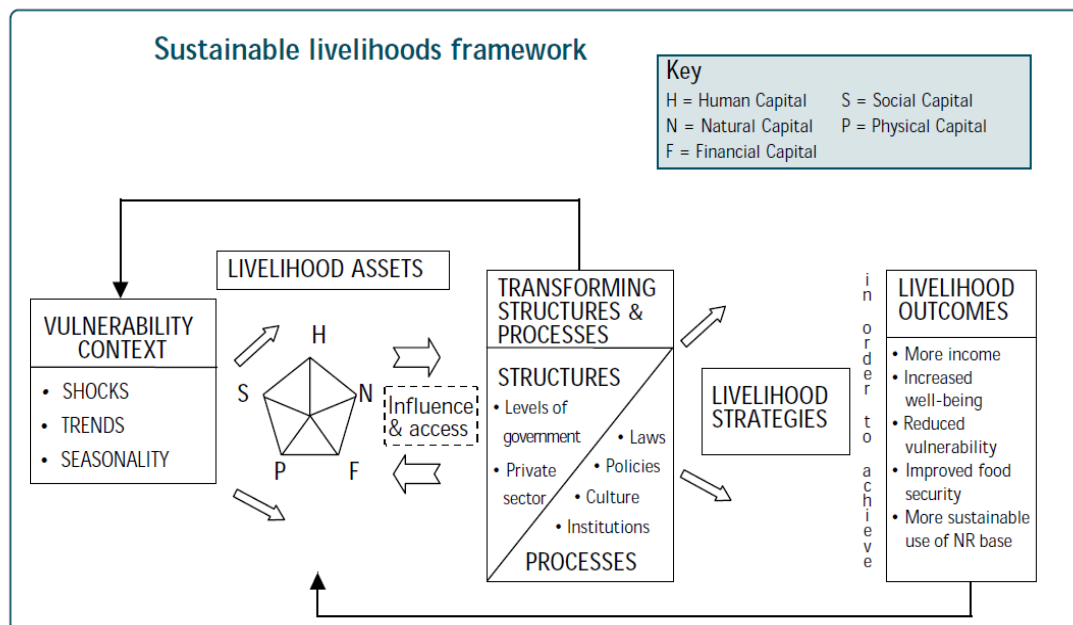 Sustainable livelihoods framework
Key
H = Human Capital S = Social Capital
N = Natural Capital P = Physical Capital
F = Financial Capital
LIVELIHOOD ASSETS
VULNERABILITY
CONTEXT
• SHOCKS
• TRENDS
• SEASONALITY
H
S
N
P
F
Influence
& access
TRANSFORMING
STRUCTURES &
PROCESSES
STRUCTURES
• Levels of
government
• Private
sector
• Laws
• Policies
• Culture
• Institutions
PROCESSES
LIVELIHOOD
STRATEGIES
in order to achieve
LIVELIHOOD
OUTCOMES
• More income
• Increased
well-being
• Reduced
vulnerability
• Improved food
security
• More sustainable
use of NR base